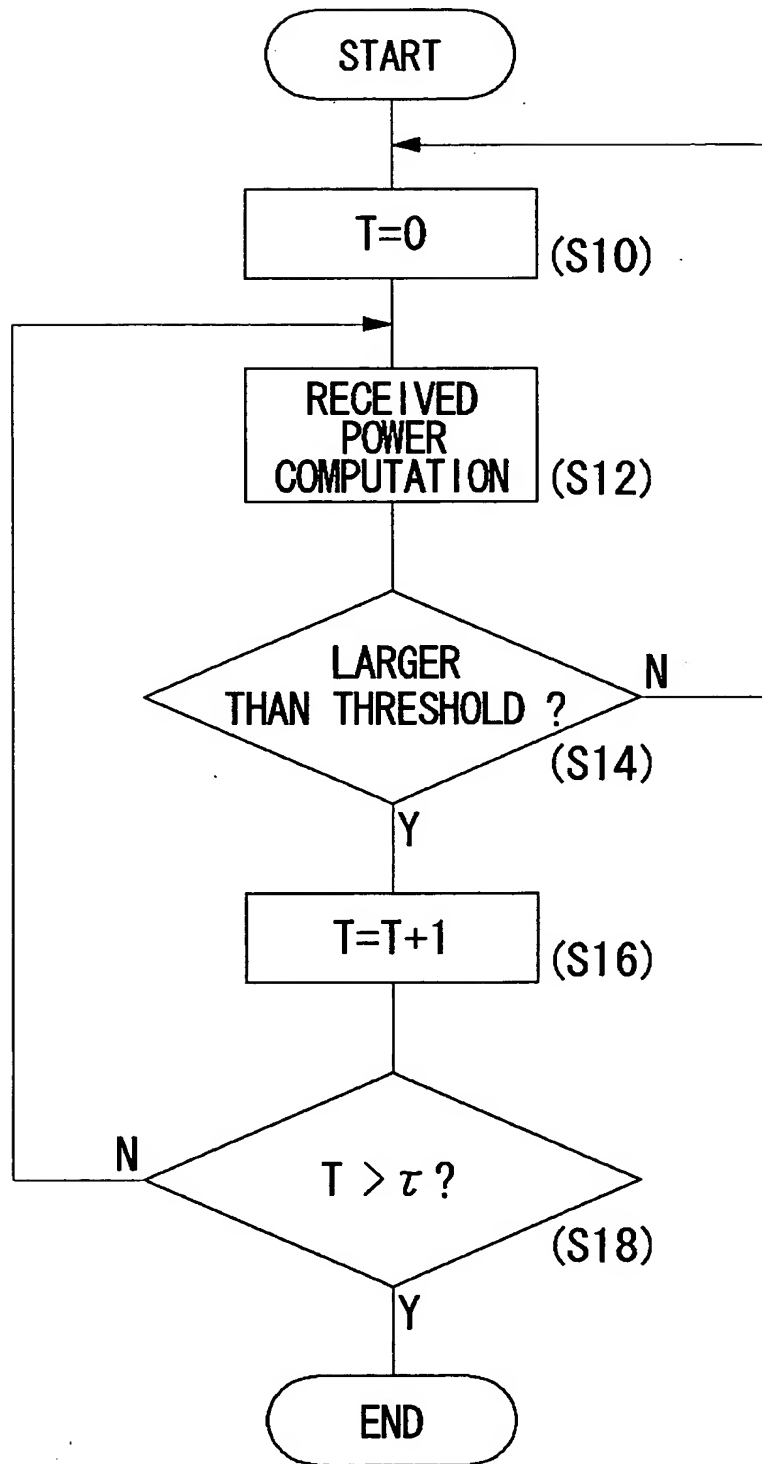 START
T=0
(S10)
RECEIVED
POWER
COMPUTATION
(S12)
LARGER
THAN THRESHOLD ?
N
(S14)
Y
T=T+1
(S16)
N
T > τ ?
(S18)
Y
END